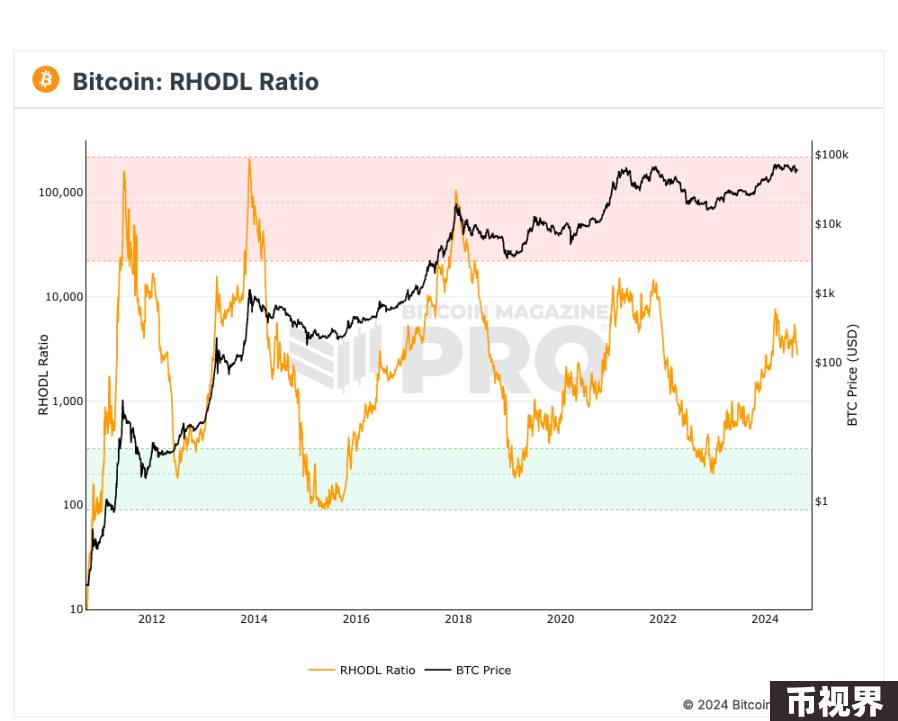 Bitcoin: RHODL Ratio
100,000
10,000
1,000
100
10
RHODL Ratio
$100k
$10k
$1k
$100
$1
BTC Price (USD)
BITCOIN MAGAZINE
PRO
2012
2014
2016
2018
2020
2022
2024
RHODL Ratio
BTC Price
© 2024 Bitcoin
币视界